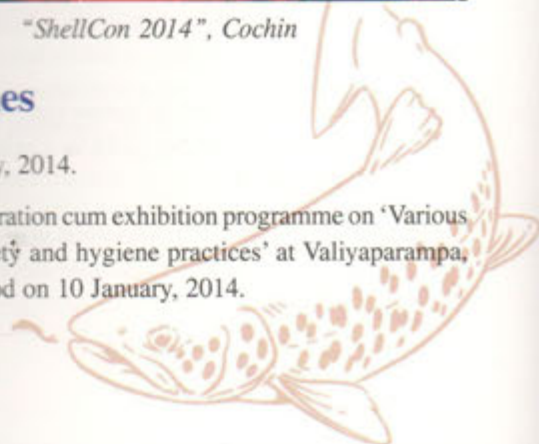 "ShellCon 2014", Cochin
es
y, 2014.
ration cum exhibition programme on ‘Various
ety and hygiene practices’ at Valiyaparampa,
d on 10 January, 2014.